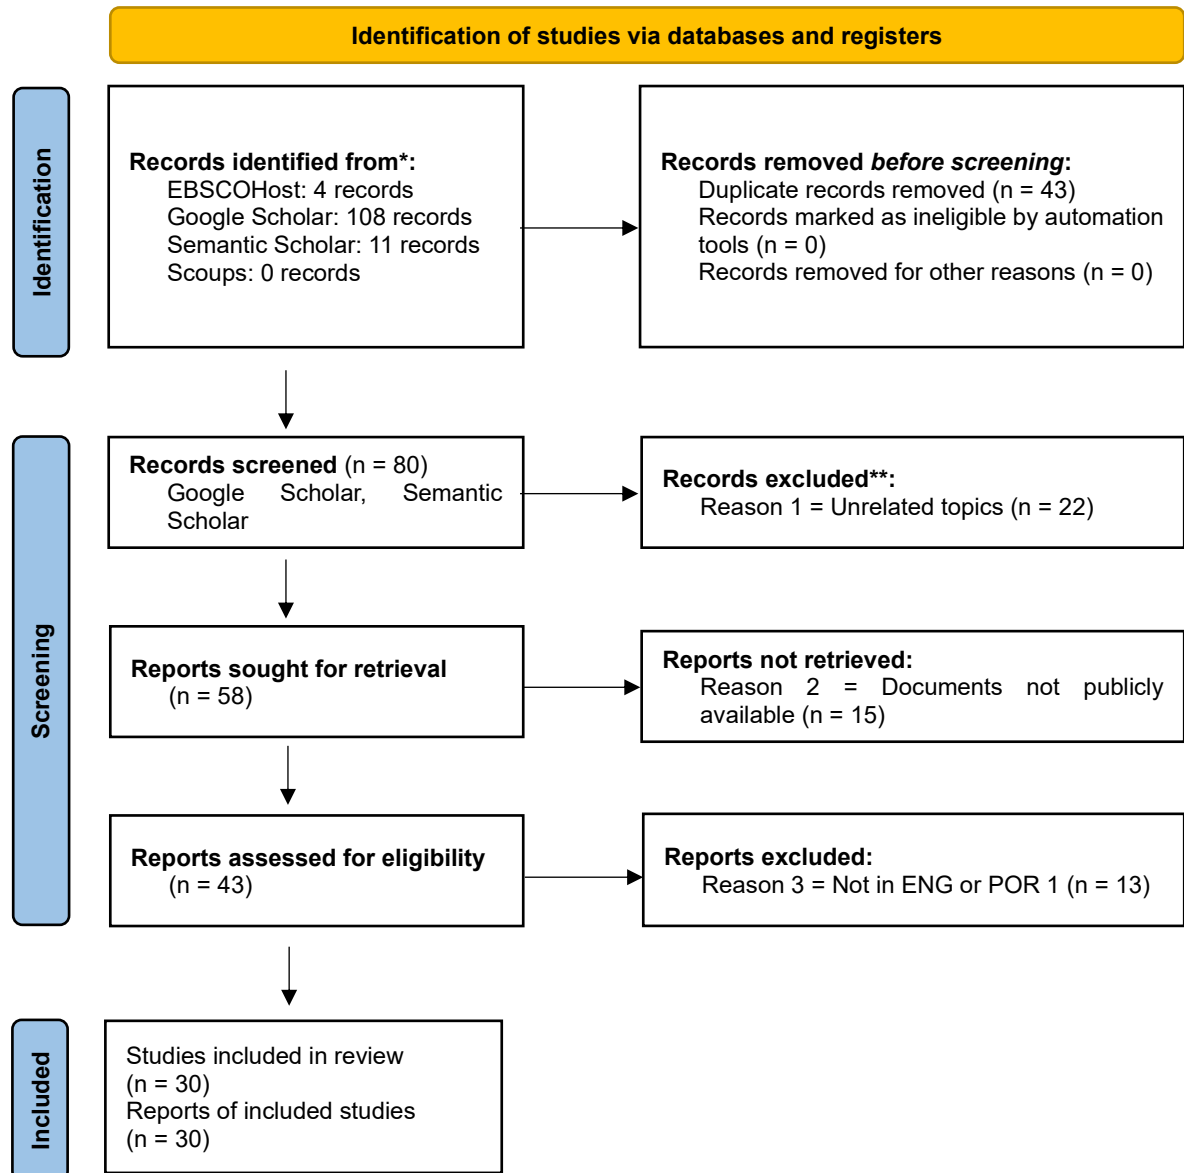 Identification of studies via databases and registers
Identification
Records identified from*:
EBSCOHost: 4 records
Google Scholar: 108 records
Semantic Scholar: 11 records
Scoups: 0 records
Records removed before screening:
Duplicate records removed (n = 43)
Records marked as ineligible by automation
tools (n = 0)
Records removed for other reasons (n = 0)
Screening
Records screened (n = 80)
Google Scholar, Semantic
Scholar
Records excluded**:
Reason 1 = Unrelated topics (n = 22)
Reports sought for retrieval
(n = 58)
Reports not retrieved:
Reason 2 = Documents not publicly
available (n = 15)
Reports assessed for eligibility
(n = 43)
Reports excluded:
Reason 3 = Not in ENG or POR 1 (n = 13)
Included
Studies included in review
(n = 30)
Reports of included studies
(n = 30)